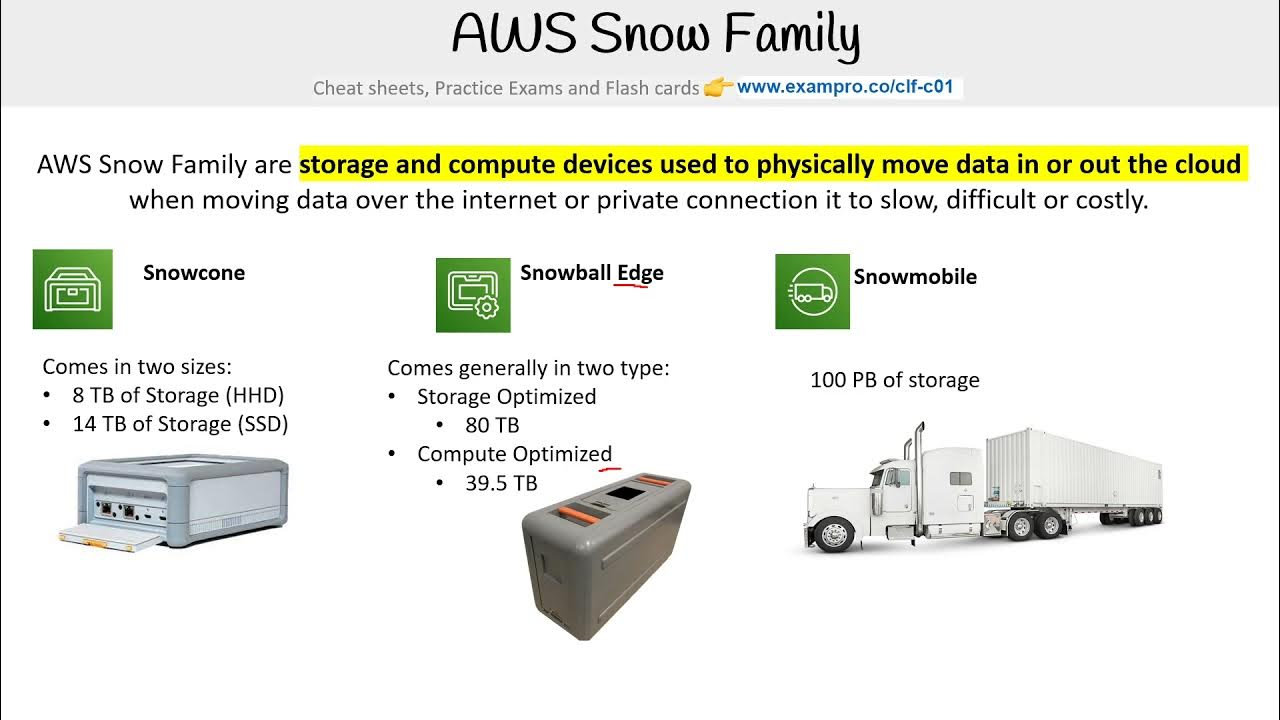 AWS Snow Family
Cheat sheets, Practice Exams and Flash cards 👉 www.exampro.co/clf-c01
AWS Snow Family are storage and compute devices used to physically move data in or out the cloud
when moving data over the internet or private connection it to slow, difficult or costly.
Snowcone
Comes in two sizes:
• 8 TB of Storage (HHD)
• 14 TB of Storage (SSD)
Snowball Edge
Comes generally in two type:
• Storage Optimized
• 80 TB
• Compute Optimized
• 39.5 TB
Snowmobile
100 PB of storage